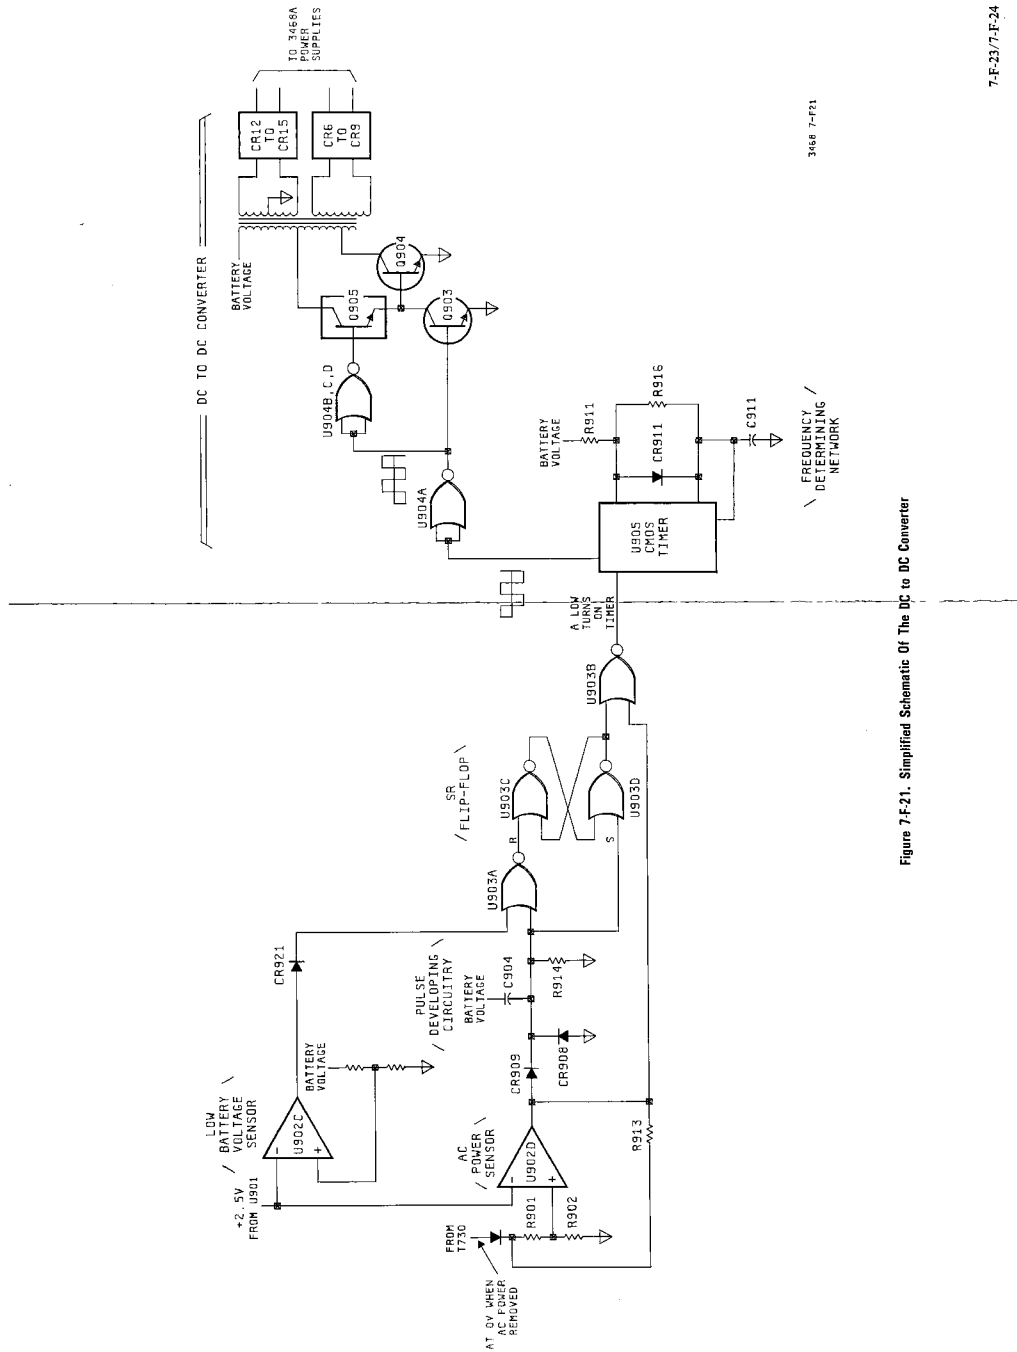 DC TO DC CONVERTER
BATTERY
VOLTAGE
CR12
TO
CR15
CR6
TO
CR9
TO 3468A
POWER
SUPPLIES
U904B,C,D
Q905
Q904
Q903
U904A
BATTERY
VOLTAGE
R911
U905
CMOS
TIMER
CR911
R916
C911
\ FREQUENCY /
DETERMINING
NETWORK
3468 7-F21
A LOW
TURNS
ON
TIMER
U903B
SR
/ FLIP-FLOP \
U903C
R
S
U903D
U903A
LOW
/ BATTERY \
VOLTAGE
SENSOR
+2.5V
FROM U901
-
+
U902C
CR921
BATTERY
VOLTAGE
PULSE
/ DEVELOPING \
CIRCUITRY
BATTERY
VOLTAGE
C904
R914
CR909
CR908
AC
/ POWER \
SENSOR
-
+
U902D
R913
FROM
T730
R901
R902
AT 0V WHEN
AC POWER
REMOVED
Figure 7-F-21. Simplified Schematic Of The DC to DC Converter
7-F-23/7-F-24